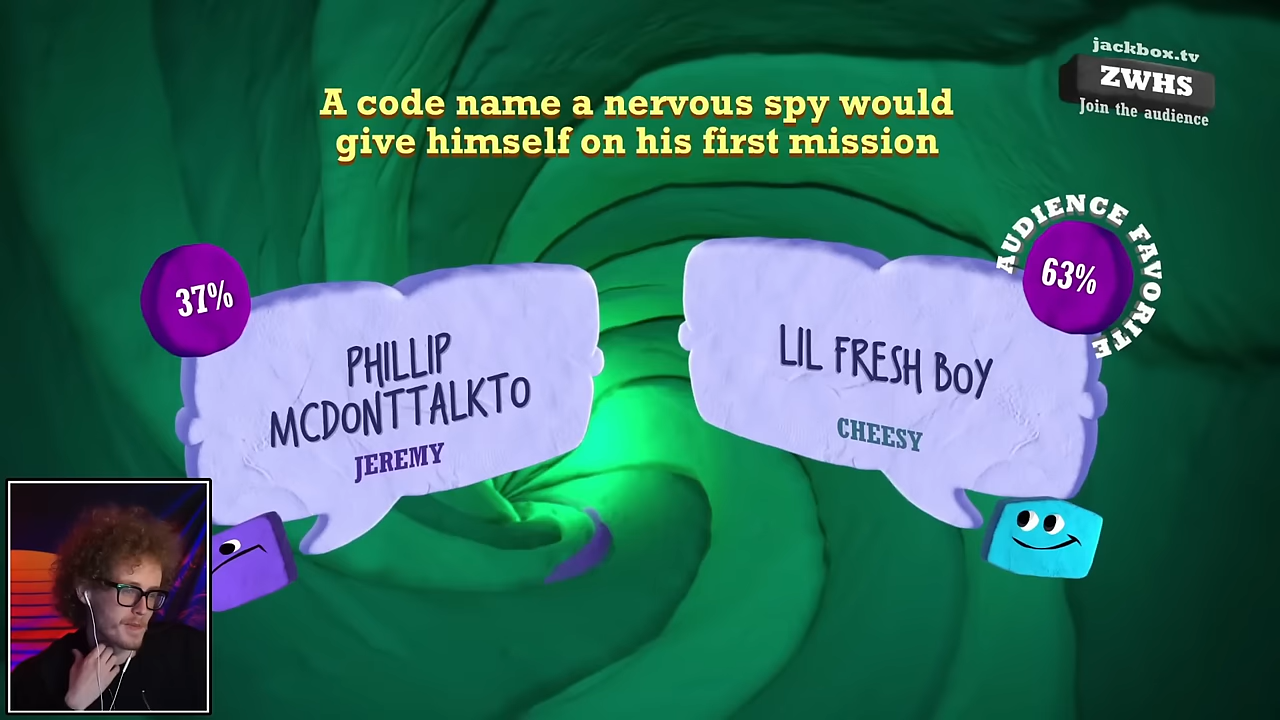 jackbox.tv
ZWHS
Join the audience
A code name a nervous spy would
give himself on his first mission
37%
PHILLIP
MCDONTTALKTO
JEREMY
AUDIENCE FAVORITE
63%
LIL FRESH BOY
CHEESY